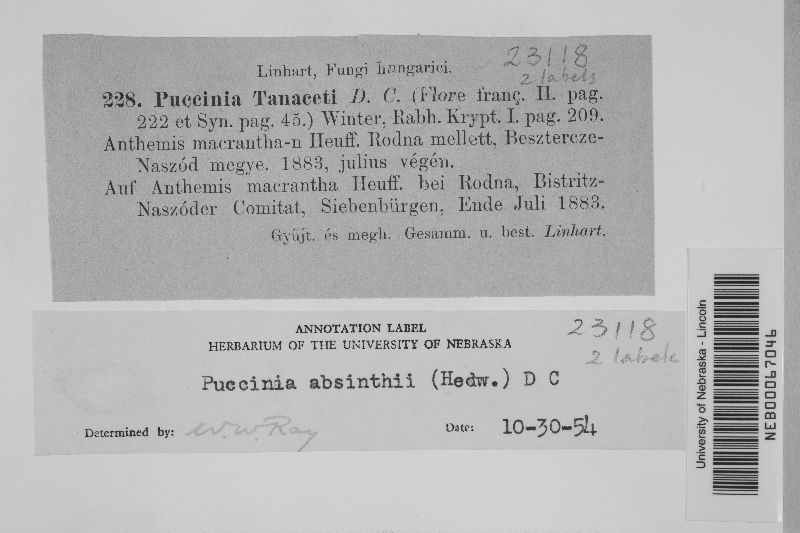 Linhart, Fungi hungarici.
23118
2 labels
228. Puccinia Tanaceti D. C. (Flore franç. II. pag.
222 et Syn. pag. 45.) Winter, Rabh. Krypt. I. pag. 209.
Anthemis macrantha-n Heuff. Rodna mellett, Besztercze-
Naszód megye. 1883, julius végén.
Auf Anthemis macrantha Heuff. bei Rodna, Bistritz-
Naszóder Comitat, Siebenbürgen, Ende Juli 1883.
Gyűjt. és megh. Gesamm. u. best. Linhart.
ANNOTATION LABEL
HERBARIUM OF THE UNIVERSITY OF NEBRASKA
23118
2 labels
Puccinia absinthii (Hedw.) D C
Determined by: W.W. Ray
Date: 10-30-54
University of Nebraska - Lincoln
NEB00067046